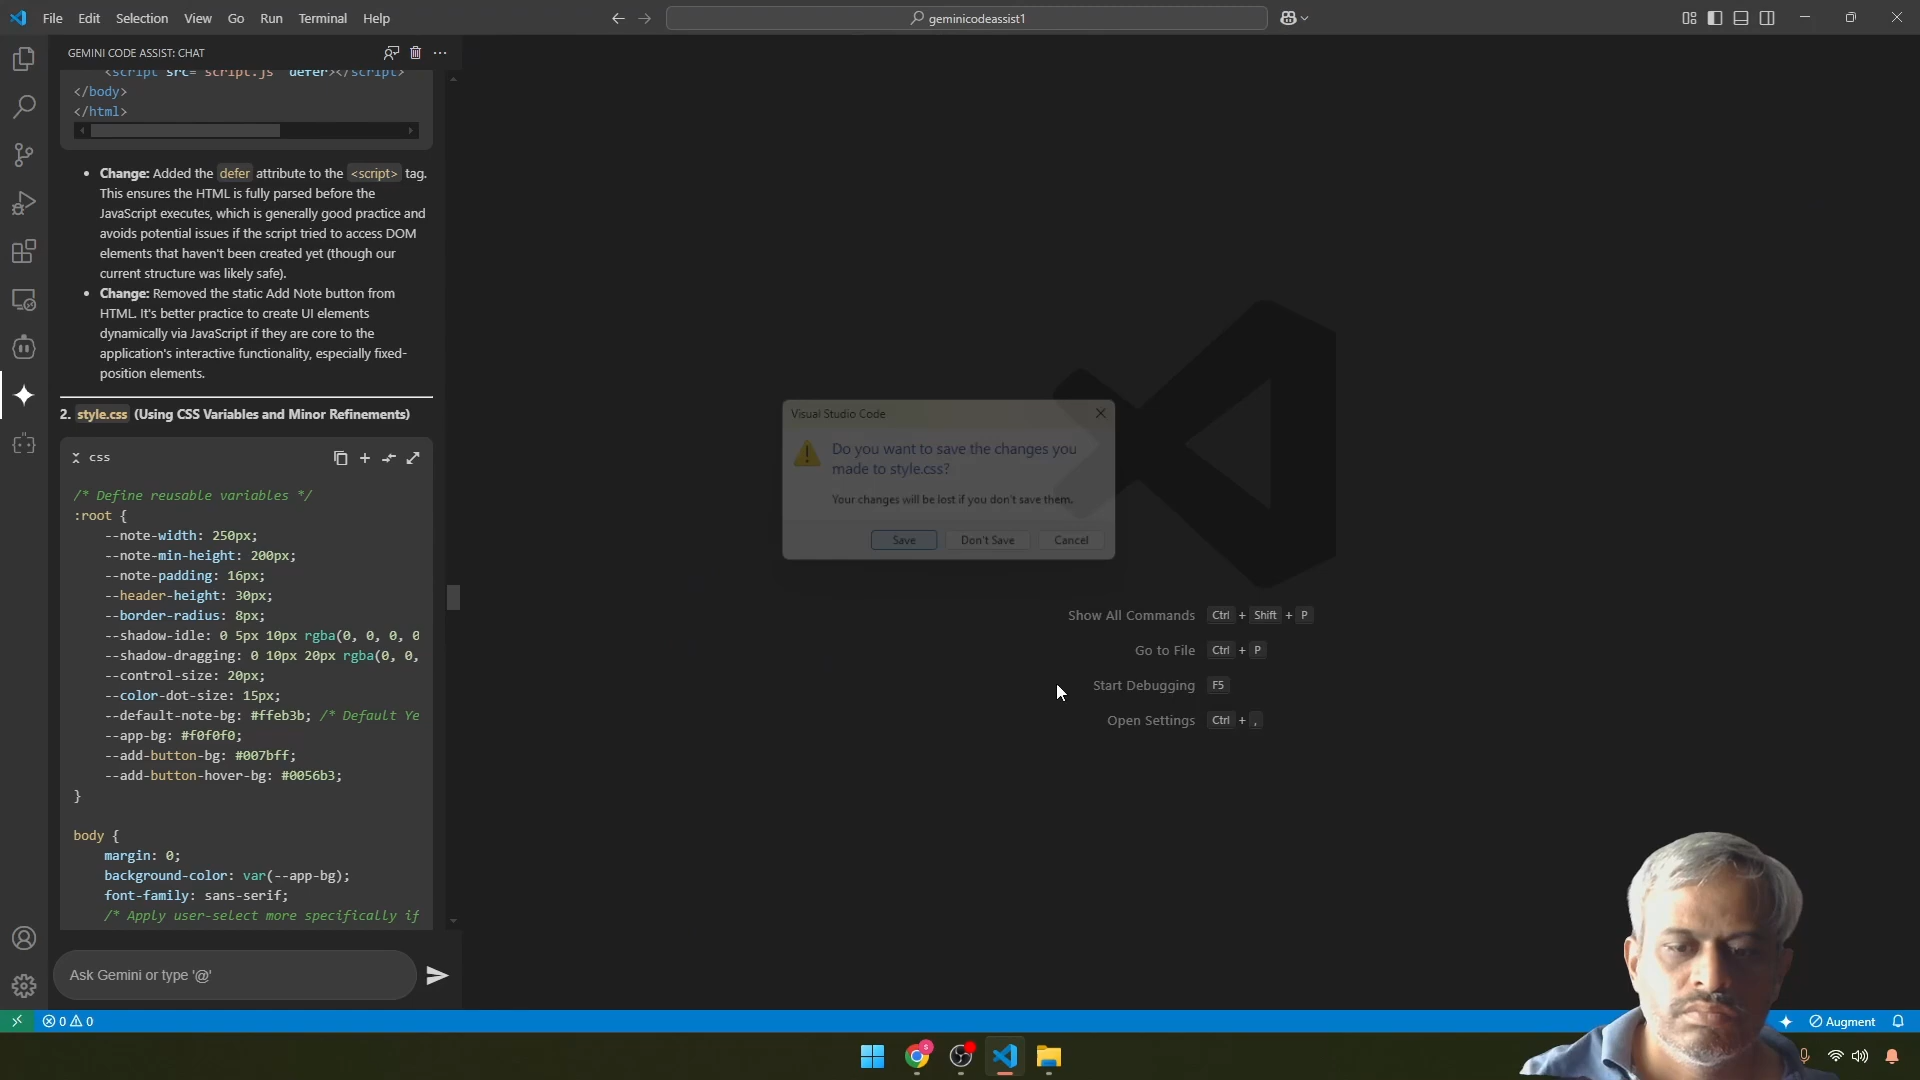 File Edit Selection View Go Run Terminal Help
geminicodeassist1
GEMINI CODE ASSIST: CHAT
<script src="script.js" defer></script>
</body>
</html>
Change: Added the defer attribute to the <script> tag.
This ensures the HTML is fully parsed before the
JavaScript executes, which is generally good practice and
avoids potential issues if the script tried to access DOM
elements that haven't been created yet (though our
current structure was likely safe).
Change: Removed the static Add Note button from
HTML. It's better practice to create UI elements
dynamically via JavaScript if they are core to the
application's interactive functionality, especially fixed-
position elements.
2. style.css (Using CSS Variables and Minor Refinements)
css
/* Define reusable variables */
:root {
--note-width: 250px;
--note-min-height: 200px;
--note-padding: 16px;
--header-height: 30px;
--border-radius: 8px;
--shadow-idle: 0 5px 10px rgba(0, 0, 0, 0
--shadow-dragging: 0 10px 20px rgba(0, 0,
--control-size: 20px;
--color-dot-size: 15px;
--default-note-bg: #ffeb3b; /* Default Ye
--app-bg: #f0f0f0;
--add-button-bg: #007bff;
--add-button-hover-bg: #0056b3;
}
body {
margin: 0;
background-color: var(--app-bg);
font-family: sans-serif;
/* Apply user-select more specifically if
Ask Gemini or type '@'
Visual Studio Code
Do you want to save the changes you
made to style.css?
Your changes will be lost if you don't save them.
Save Don't Save Cancel
Show All Commands Ctrl + Shift + P
Go to File Ctrl + P
Start Debugging F5
Open Settings Ctrl + ,
0 0
Augment
S